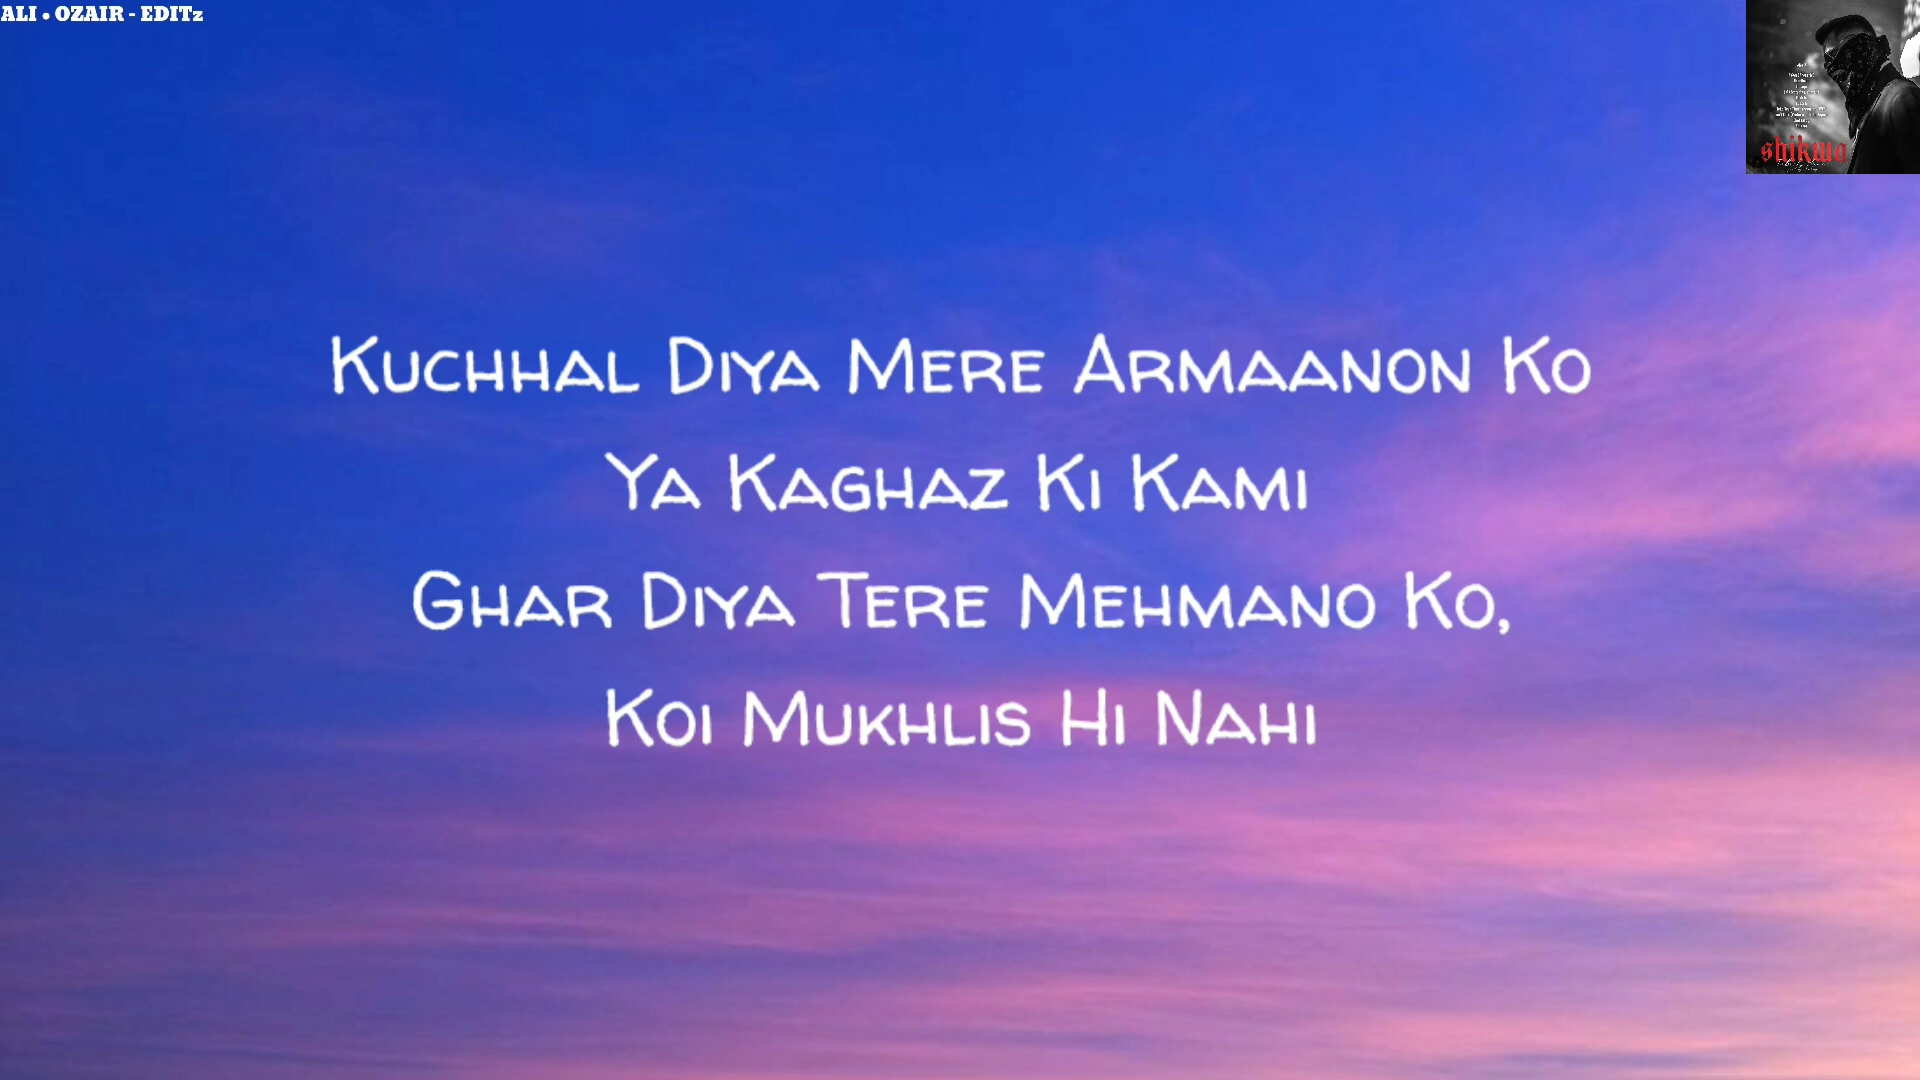 ALI • OZAIR - EDITz
shikwa
Kuchhal Diya Mere Armaanon Ko
Ya Kaghaz Ki Kami
Ghar Diya Tere Mehmano Ko,
Koi Mukhlis Hi Nahi